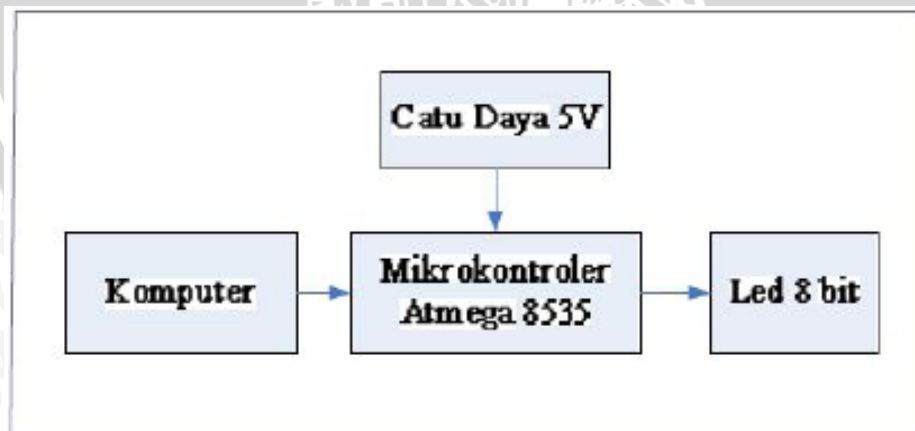 Catu Daya 5V
Komputer
Mikrokontroler
Atmega 8535
Led 8 bit